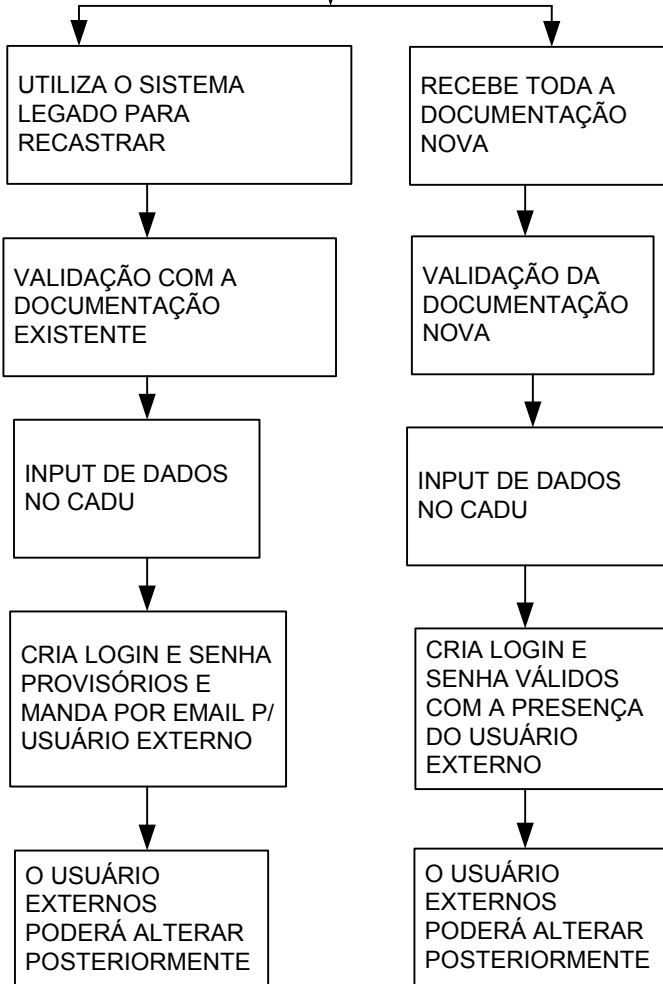 UTILIZA O SISTEMA
LEGADO PARA
RECASTRAR
VALIDAÇÃO COM A
DOCUMENTAÇÃO
EXISTENTE
INPUT DE DADOS
NO CADU
CRIA LOGIN E SENHA
PROVISÓRIOS E
MANDA POR EMAIL P/
USUÁRIO EXTERNO
O USUÁRIO
EXTERNOS
PODERÁ ALTERAR
POSTERIORMENTE
RECEBE TODA A
DOCUMENTAÇÃO
NOVA
VALIDAÇÃO DA
DOCUMENTAÇÃO
NOVA
INPUT DE DADOS
NO CADU
CRIA LOGIN E
SENHA VÁLIDOS
COM A PRESENÇA
DO USUÁRIO
EXTERNO
O USUÁRIO
EXTERNOS
PODERÁ ALTERAR
POSTERIORMENTE